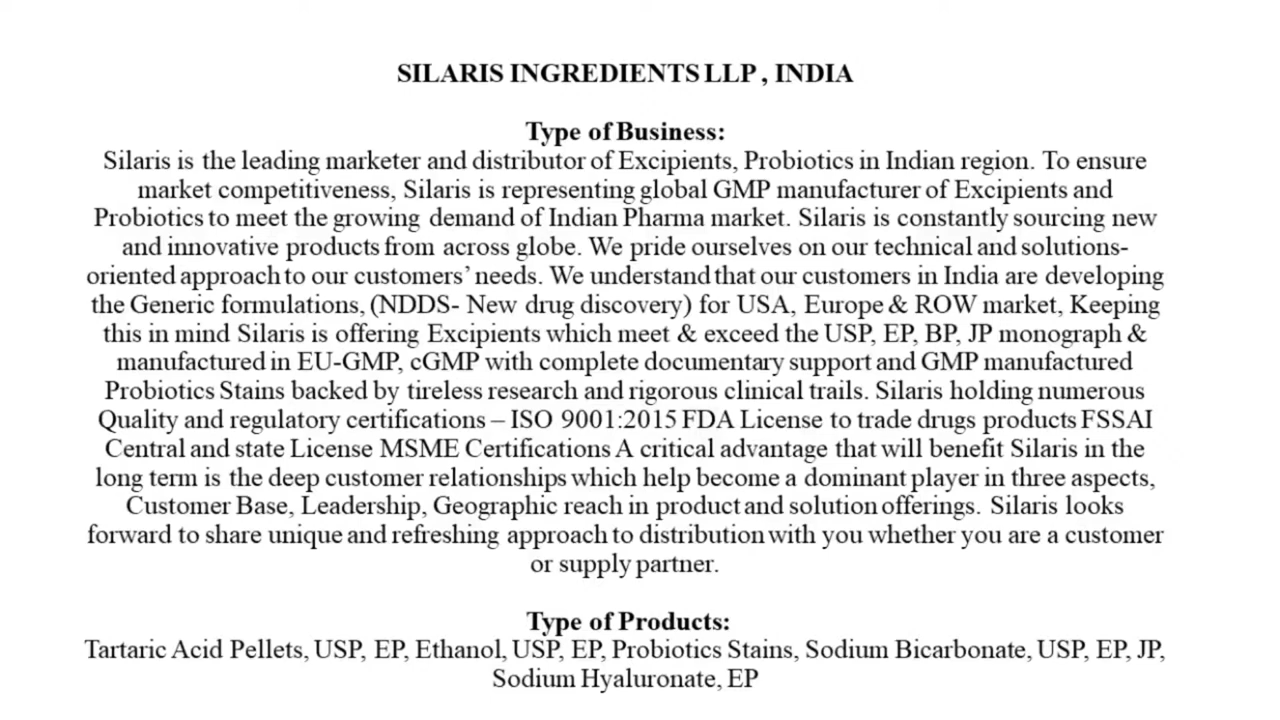 SILARIS INGREDIENTS LLP , INDIA
Type of Business:
Silaris is the leading marketer and distributor of Excipients, Probiotics in Indian region. To ensure
market competitiveness, Silaris is representing global GMP manufacturer of Excipients and
Probiotics to meet the growing demand of Indian Pharma market. Silaris is constantly sourcing new
and innovative products from across globe. We pride ourselves on our technical and solutions-
oriented approach to our customers’ needs. We understand that our customers in India are developing
the Generic formulations, (NDDS- New drug discovery) for USA, Europe & ROW market, Keeping
this in mind Silaris is offering Excipients which meet & exceed the USP, EP, BP, JP monograph &
manufactured in EU-GMP, cGMP with complete documentary support and GMP manufactured
Probiotics Stains backed by tireless research and rigorous clinical trails. Silaris holding numerous
Quality and regulatory certifications – ISO 9001:2015 FDA License to trade drugs products FSSAI
Central and state License MSME Certifications A critical advantage that will benefit Silaris in the
long term is the deep customer relationships which help become a dominant player in three aspects,
Customer Base, Leadership, Geographic reach in product and solution offerings. Silaris looks
forward to share unique and refreshing approach to distribution with you whether you are a customer
or supply partner.
Type of Products:
Tartaric Acid Pellets, USP, EP, Ethanol, USP, EP, Probiotics Stains, Sodium Bicarbonate, USP, EP, JP,
Sodium Hyaluronate, EP